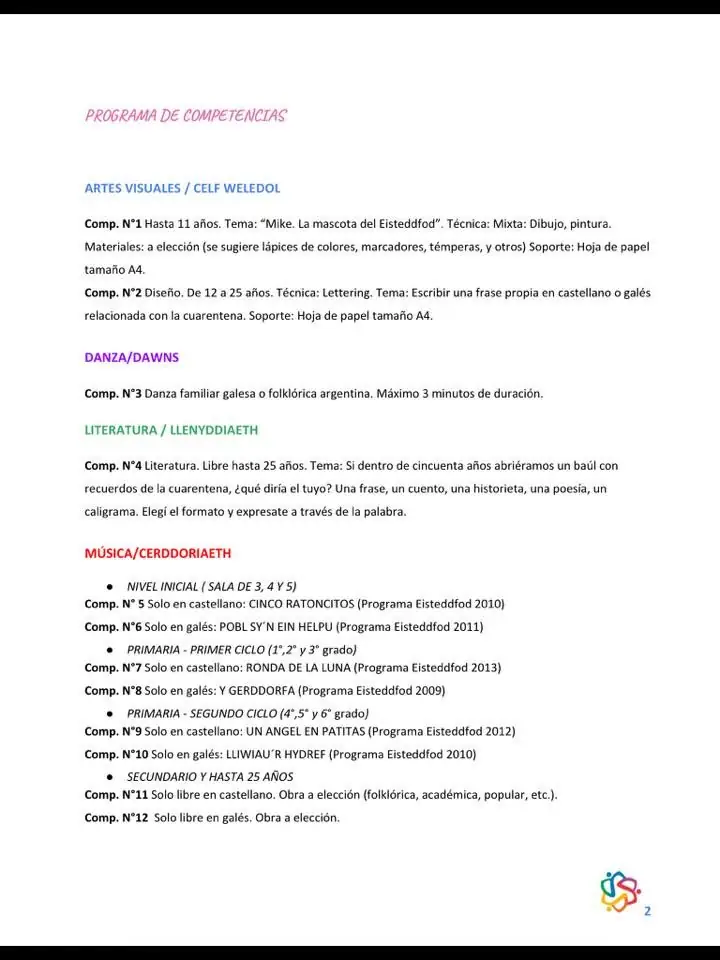 PROGRAMA DE COMPETENCIAS
ARTES VISUALES / CELF WELEDOL
Comp. N°1 Hasta 11 años. Tema: “Mike. La mascota del Eisteddfod”. Técnica: Mixta: Dibujo, pintura.
Materiales: a elección (se sugiere lápices de colores, marcadores, témperas, y otros) Soporte: Hoja de papel
tamaño A4.
Comp. N°2 Diseño. De 12 a 25 años. Técnica: Lettering. Tema: Escribir una frase propia en castellano o galés
relacionada con la cuarentena. Soporte: Hoja de papel tamaño A4.
DANZA/DAWNS
Comp. N°3 Danza familiar galesa o folklórica argentina. Máximo 3 minutos de duración.
LITERATURA / LLENYDDIAETH
Comp. N°4 Literatura. Libre hasta 25 años. Tema: Si dentro de cincuenta años abriéramos un baúl con
recuerdos de la cuarentena, ¿qué diría el tuyo? Una frase, un cuento, una historieta, una poesía, un
caligrama. Elegí el formato y expresate a través de la palabra.
MÚSICA/CERDDORIAETH
● NIVEL INICIAL ( SALA DE 3, 4 Y 5)
Comp. N° 5 Solo en castellano: CINCO RATONCITOS (Programa Eisteddfod 2010)
Comp. N°6 Solo en galés: POBL SY´N EIN HELPU (Programa Eisteddfod 2011)
● PRIMARIA - PRIMER CICLO (1°,2° y 3° grado)
Comp. N°7 Solo en castellano: RONDA DE LA LUNA (Programa Eisteddfod 2013)
Comp. N°8 Solo en galés: Y GERDDORFA (Programa Eisteddfod 2009)
● PRIMARIA - SEGUNDO CICLO (4°,5° y 6° grado)
Comp. N°9 Solo en castellano: UN ANGEL EN PATITAS (Programa Eisteddfod 2012)
Comp. N°10 Solo en galés: LLIWIAU´R HYDREF (Programa Eisteddfod 2010)
● SECUNDARIO Y HASTA 25 AÑOS
Comp. N°11 Solo libre en castellano. Obra a elección (folklórica, académica, popular, etc.).
Comp. N°12 Solo libre en galés. Obra a elección.
2